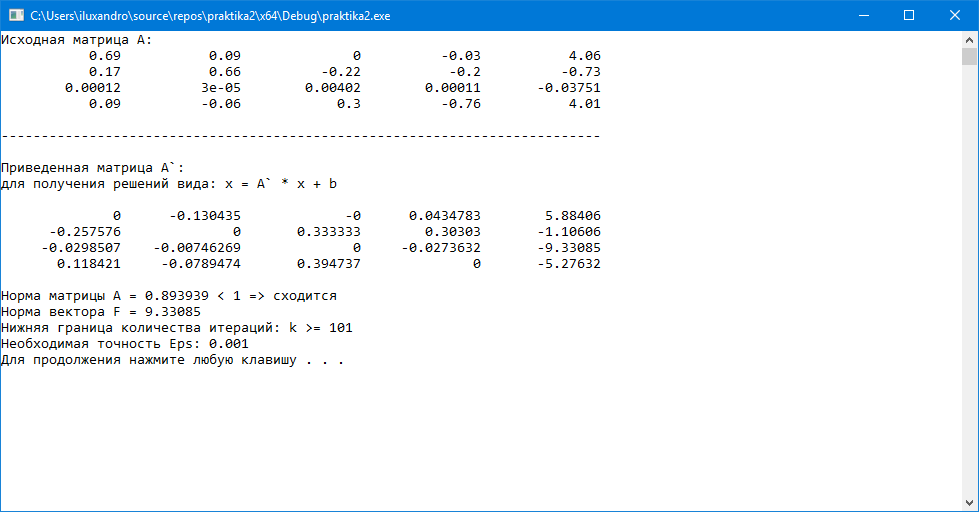 C:\Users\iluxandro\source\repos\praktika2\x64\Debug\praktika2.exe
Исходная матрица A:
0.69 0.09 0 -0.03 4.06
0.17 0.66 -0.22 -0.2 -0.73
0.00012 3e-05 0.00402 0.00011 -0.03751
0.09 -0.06 0.3 -0.76 4.01
---------------------------------------------------------------------------
Приведенная матрица A`:
для получения решений вида: x = A` * x + b
0 -0.130435 -0 0.0434783 5.88406
-0.257576 0 0.333333 0.30303 -1.10606
-0.0298507 -0.00746269 0 -0.0273632 -9.33085
0.118421 -0.0789474 0.394737 0 -5.27632
Норма матрицы A = 0.893939 < 1 => сходится
Норма вектора F = 9.33085
Нижняя граница количества итераций: k >= 101
Необходимая точность Eps: 0.001
Для продолжения нажмите любую клавишу . . .